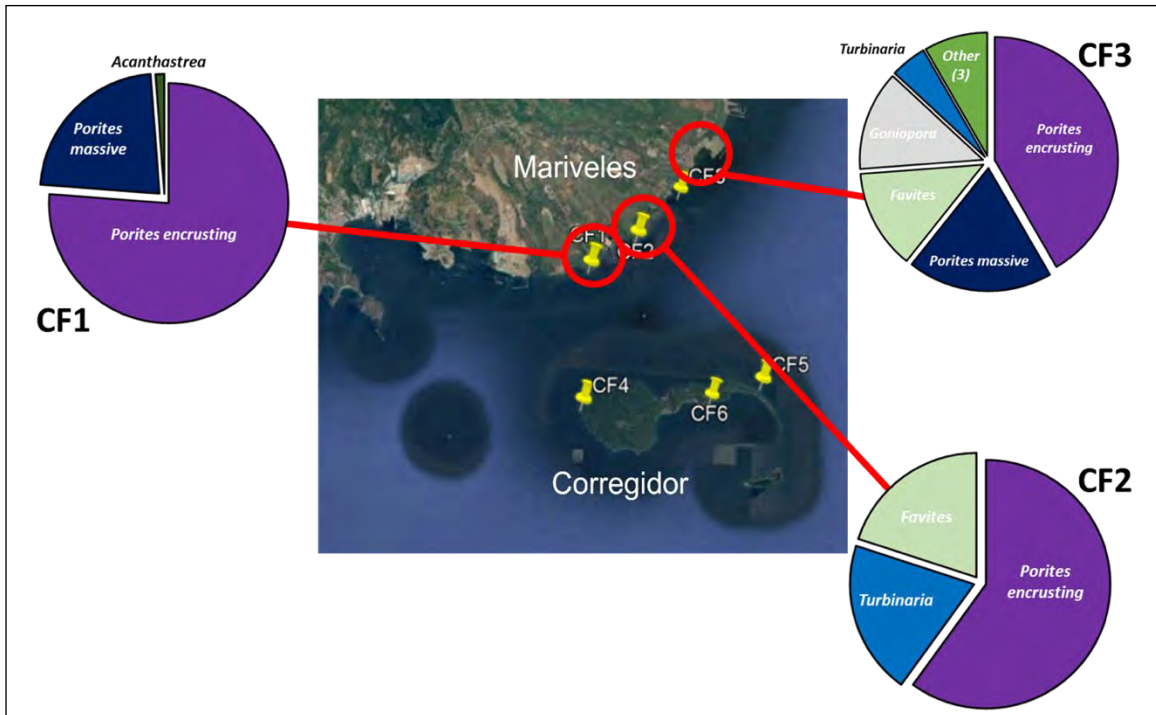 Acanthastrea
Porites
massive
Porites encrusting
CF1
Turbinaria
Other
(3)
CF3
Goniopora
Porites
encrusting
Favites
Porites massive
Mariveles
CF3
CF1
CF2
CF5
CF4
CF6
Corregidor
CF2
Favites
Porites
encrusting
Turbinaria